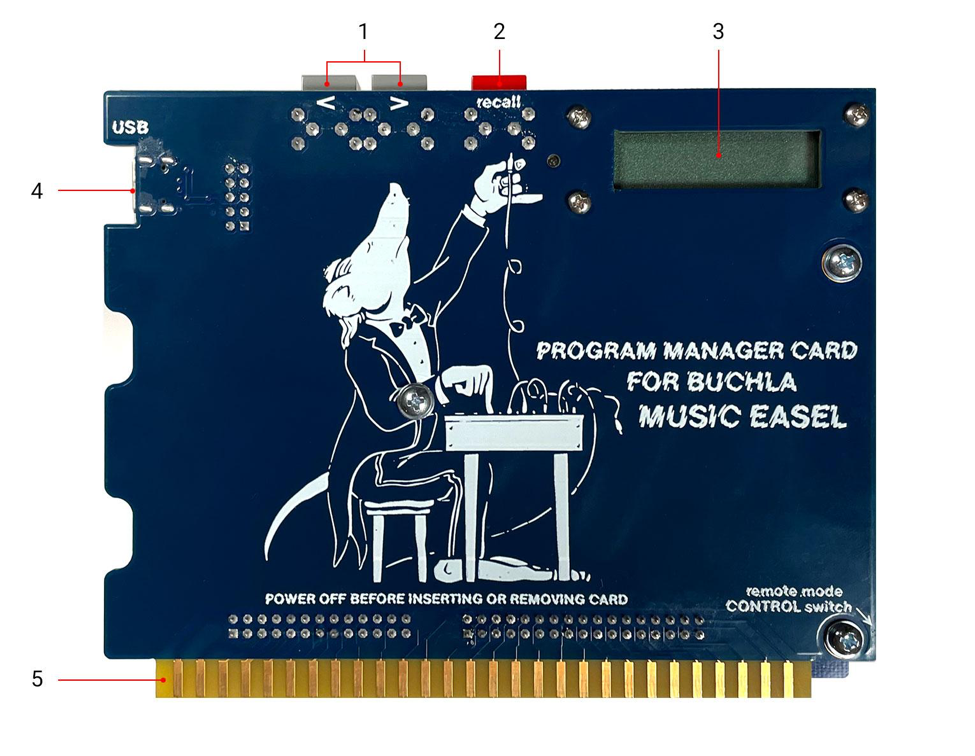 1
2
3
< >
recall
USB
4
PROGRAM MANAGER CARD
FOR BUCHLA
MUSIC EASEL
POWER OFF BEFORE INSERTING OR REMOVING CARD
remote mode
CONTROL switch
5